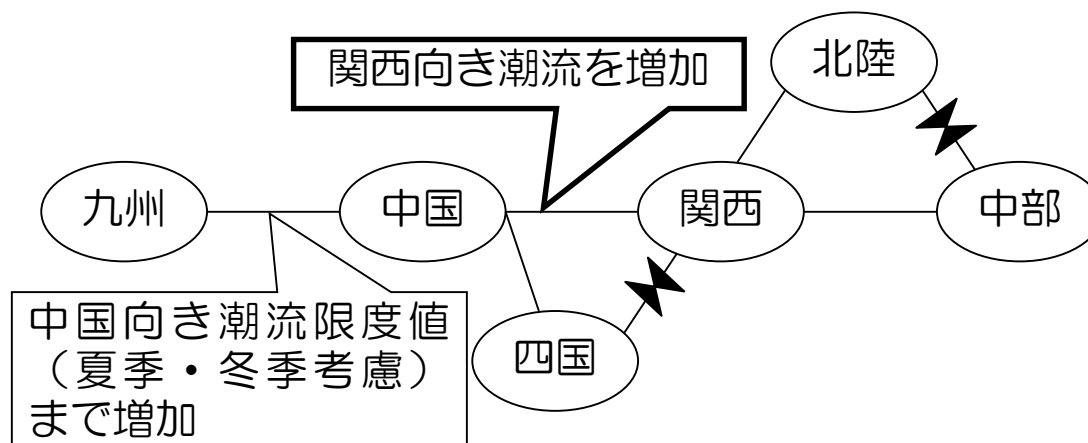 関西向き潮流を増加
北陸
九州
中国
関西
中部
中国向き潮流限度値
（夏季・冬季考慮）
まで増加
四国